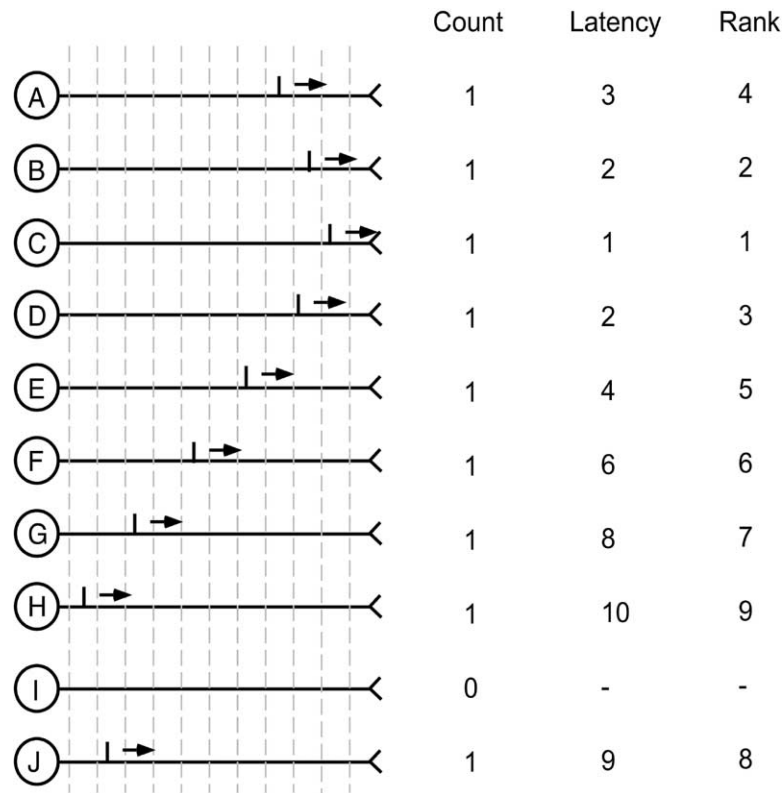 Count Latency Rank
A 1 3 4
B 1 2 2
C 1 1 1
D 1 2 3
E 1 4 5
F 1 6 6
G 1 8 7
H 1 10 9
I 0 - -
J 1 9 8